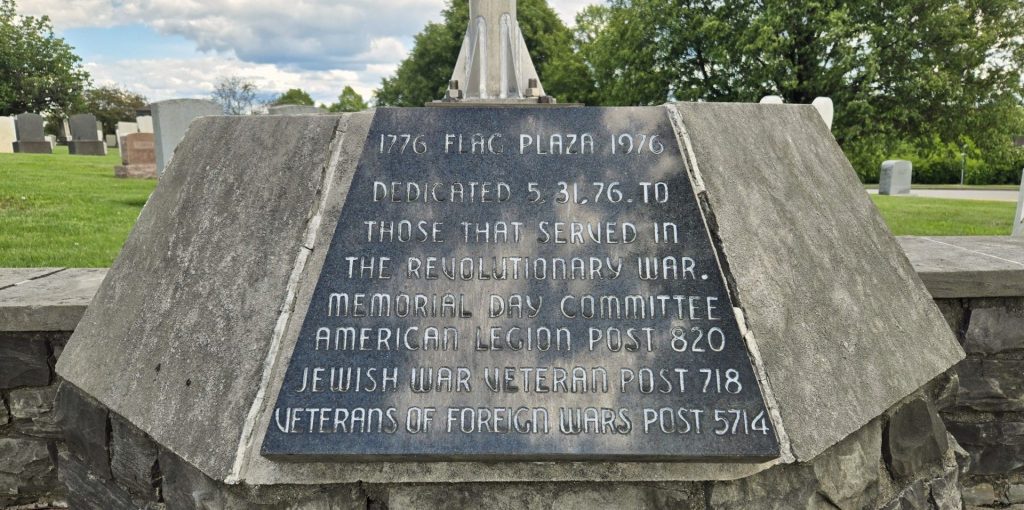 1776 FLAG PLAZA 1976
DEDICATED 5.31.76. TO
THOSE THAT SERVED IN
THE REVOLUTIONARY WAR.
MEMORIAL DAY COMMITTEE
AMERICAN LEGION POST 820
JEWISH WAR VETERAN POST 718
VETERANS OF FOREIGN WARS POST 5714